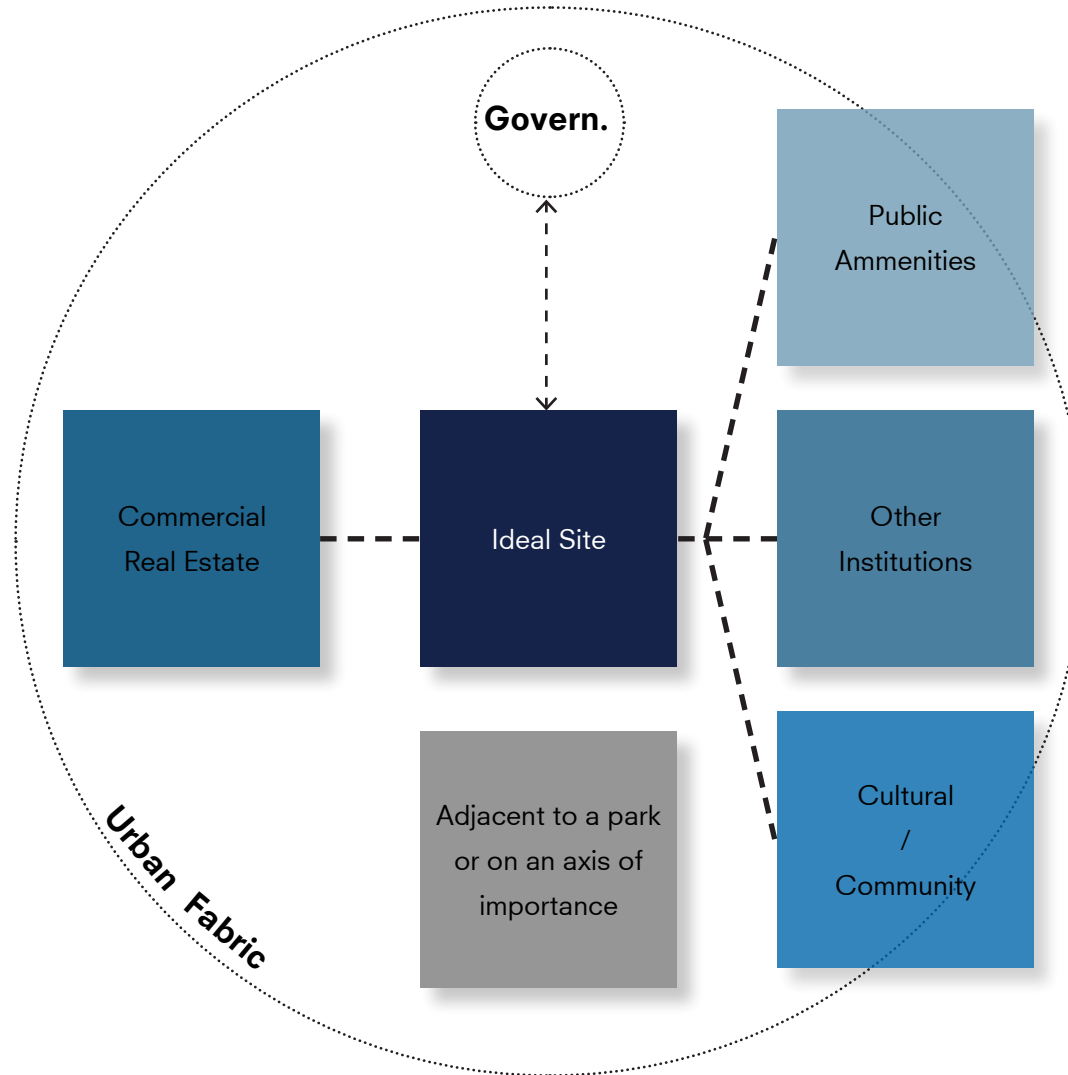 Govern.
Public
Ammenities
Commercial
Real Estate
Ideal Site
Other
Institutions
Adjacent to a park
or on an axis of
importance
Cultural
/
Community
Urban Fabric